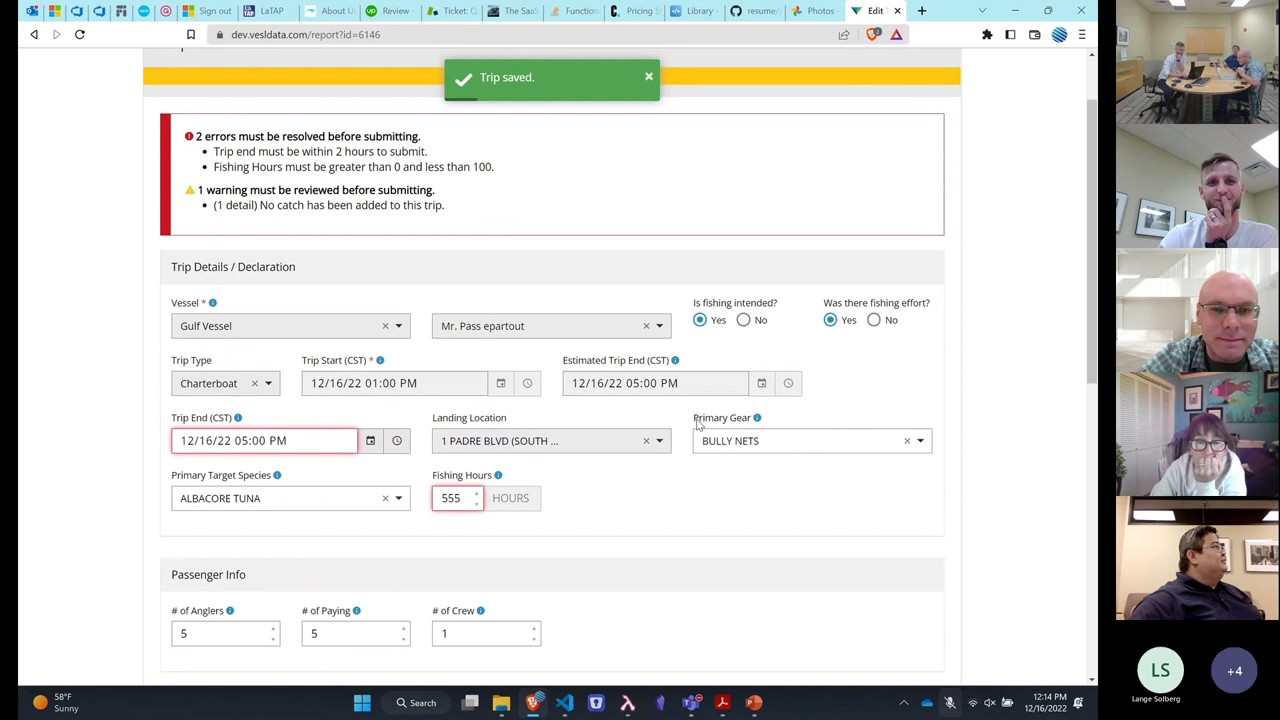 Sign out
LaTAP
About U
Review -
Ticket: C
The SaaS
Function
Pricing S
Library -
resume/
Photos -
Edit T
dev.vesldata.com/report?id=6146
Trip saved.
2 errors must be resolved before submitting.
Trip end must be within 2 hours to submit.
Fishing Hours must be greater than 0 and less than 100.
1 warning must be reviewed before submitting.
(1 detail) No catch has been added to this trip.
Trip Details / Declaration
Vessel *
Is fishing intended?
Was there fishing effort?
Gulf Vessel
Mr. Pass epartout
Yes
No
Yes
No
Trip Type
Trip Start (CST) *
Estimated Trip End (CST)
Charterboat
12/16/22 01:00 PM
12/16/22 05:00 PM
Trip End (CST)
Landing Location
Primary Gear
12/16/22 05:00 PM
1 PADRE BLVD (SOUTH ...
BULLY NETS
Primary Target Species
Fishing Hours
ALBACORE TUNA
555
HOURS
Passenger Info
# of Anglers
# of Paying
# of Crew
5
5
1
LS
+4
Lange Solberg
58°F
Sunny
Search
12:14 PM
12/16/2022